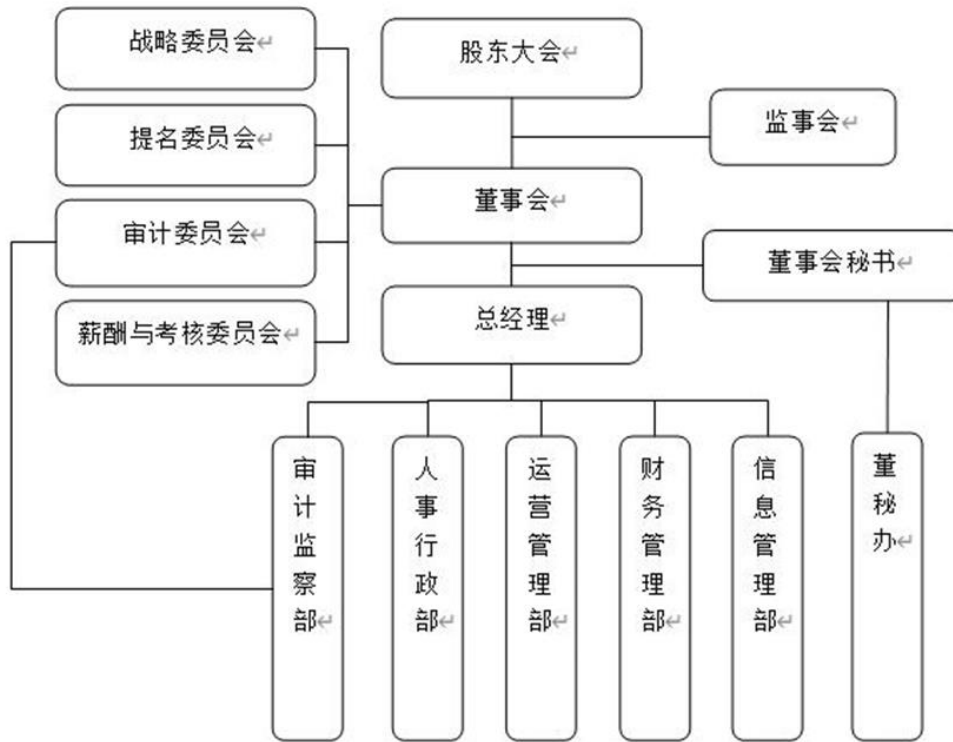 战略委员会
股东大会
监事会
提名委员会
董事会
审计委员会
董事会秘书
总经理
薪酬与考核委员会
审计监察部
人事行政部
运营管理部
财务管理部
信息管理部
董秘办